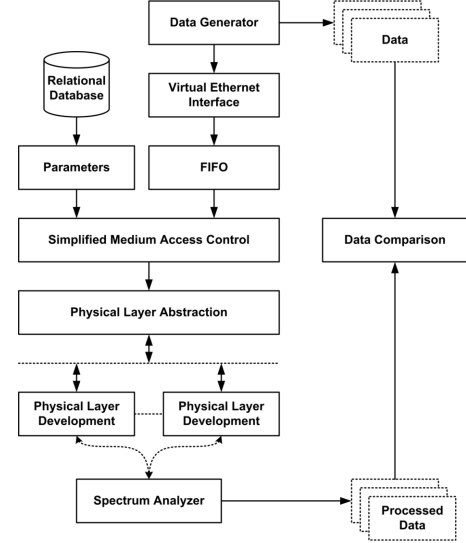 Data Generator
Data
Relational
Database
Virtual Ethernet
Interface
Parameters
FIFO
Simplified Medium Access Control
Data Comparison
Physical Layer Abstraction
Physical Layer
Development
Physical Layer
Development
Spectrum Analyzer
Processed
Data